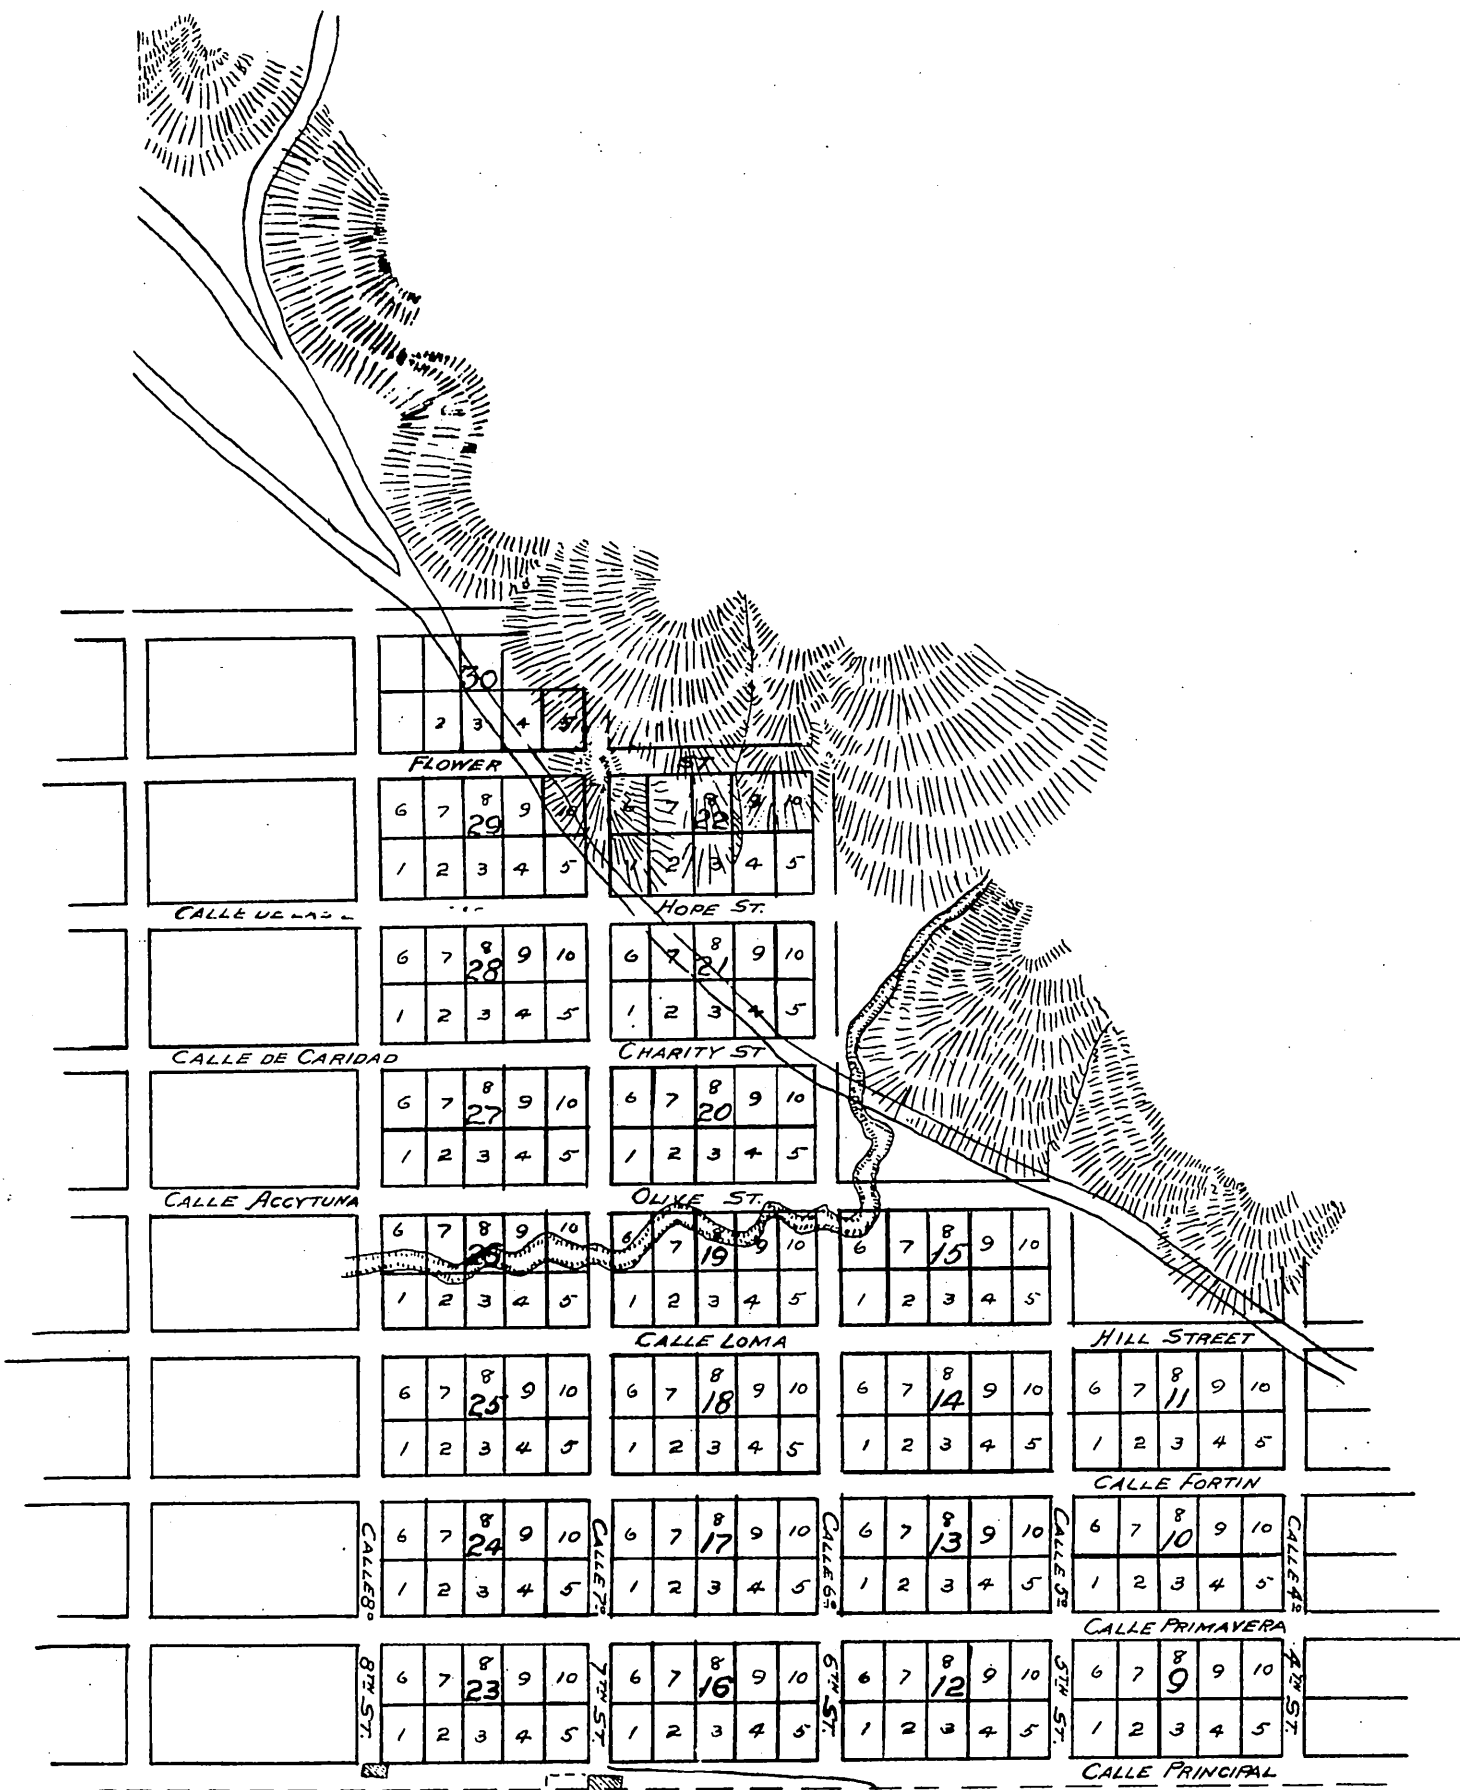 30
2 3 4 5
FLOWER ST.
6 7 8 9 10 6 7 8 9 10
29 22
1 2 3 4 5 1 2 3 4 5
CALLE DE HOPE ST.
6 7 8 9 10 6 7 8 9 10
28 21
1 2 3 4 5 1 2 3 4 5
CALLE DE CARIDAD CHARITY ST
6 7 8 9 10 6 7 8 9 10
27 20
1 2 3 4 5 1 2 3 4 5
CALLE ACCYTUNA OLIVE ST.
6 7 8 9 10 6 7 8 9 10 6 7 8 9 10
26 19 15
1 2 3 4 5 1 2 3 4 5 1 2 3 4 5
CALLE LOMA HILL STREET
6 7 8 9 10 6 7 8 9 10 6 7 8 9 10 6 7 8 9 10
25 18 14 11
1 2 3 4 5 1 2 3 4 5 1 2 3 4 5 1 2 3 4 5
CALLE FORTIN
6 7 8 9 10 6 7 8 9 10 6 7 8 9 10 6 7 8 9 10
24 17 13 10
1 2 3 4 5 1 2 3 4 5 1 2 3 4 5 1 2 3 4 5
CALLE 8º CALLE 7º CALLE 6º CALLE 5º CALLE 4º
CALLE PRIMAVERA
6 7 8 9 10 6 7 8 9 10 6 7 8 9 10 6 7 8 9 10
23 16 12 9
1 2 3 4 5 1 2 3 4 5 1 2 3 4 5 1 2 3 4 5
8TH ST. 7TH ST 6TH ST. 5TH ST. 4TH ST.
CALLE PRINCIPAL